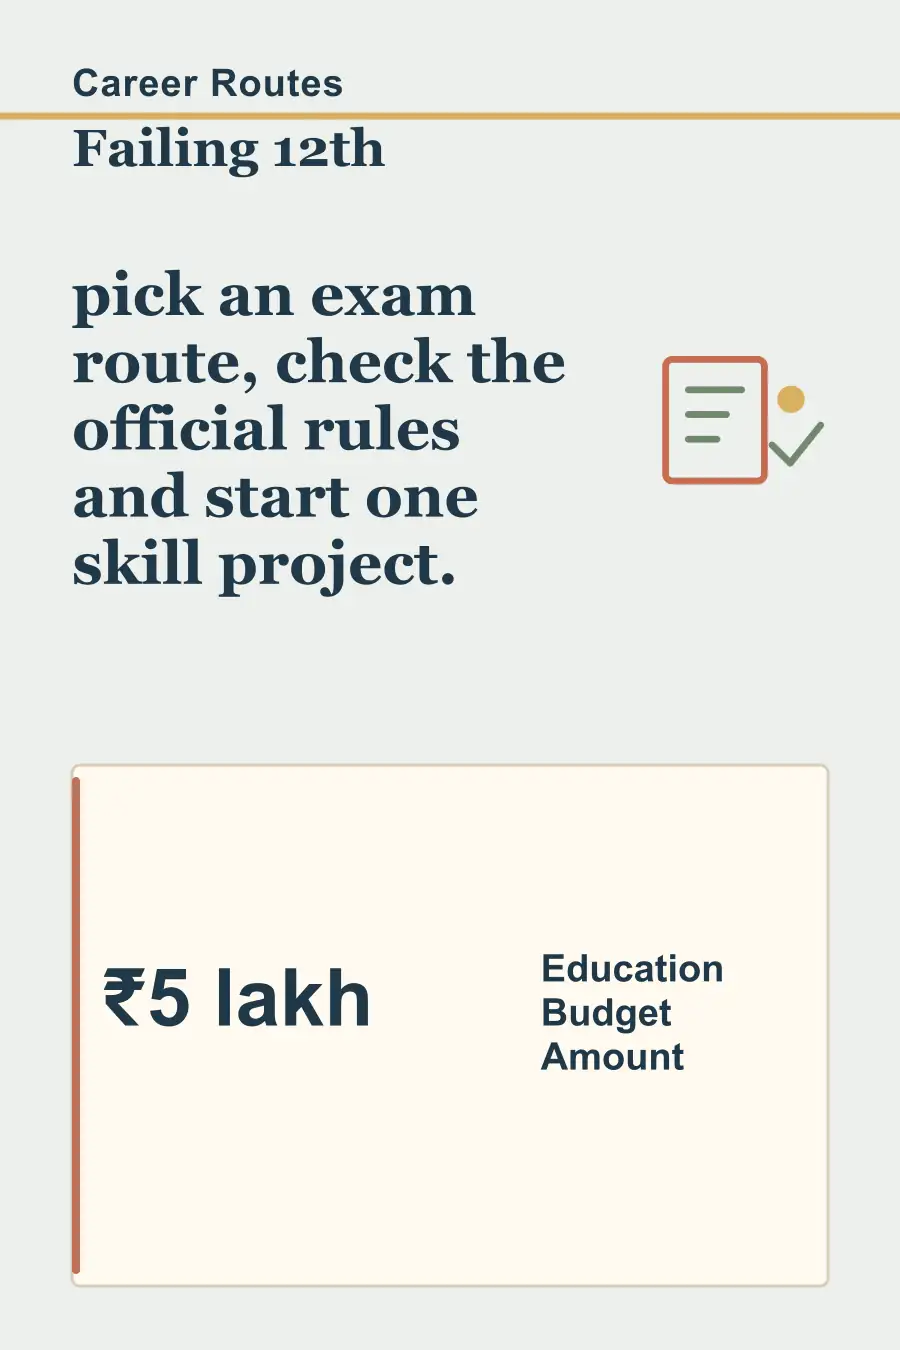 Career Routes
Failing 12th
pick an exam
route, check the
official rules
and start one
skill project.
₹5 lakh
Education
Budget
Amount